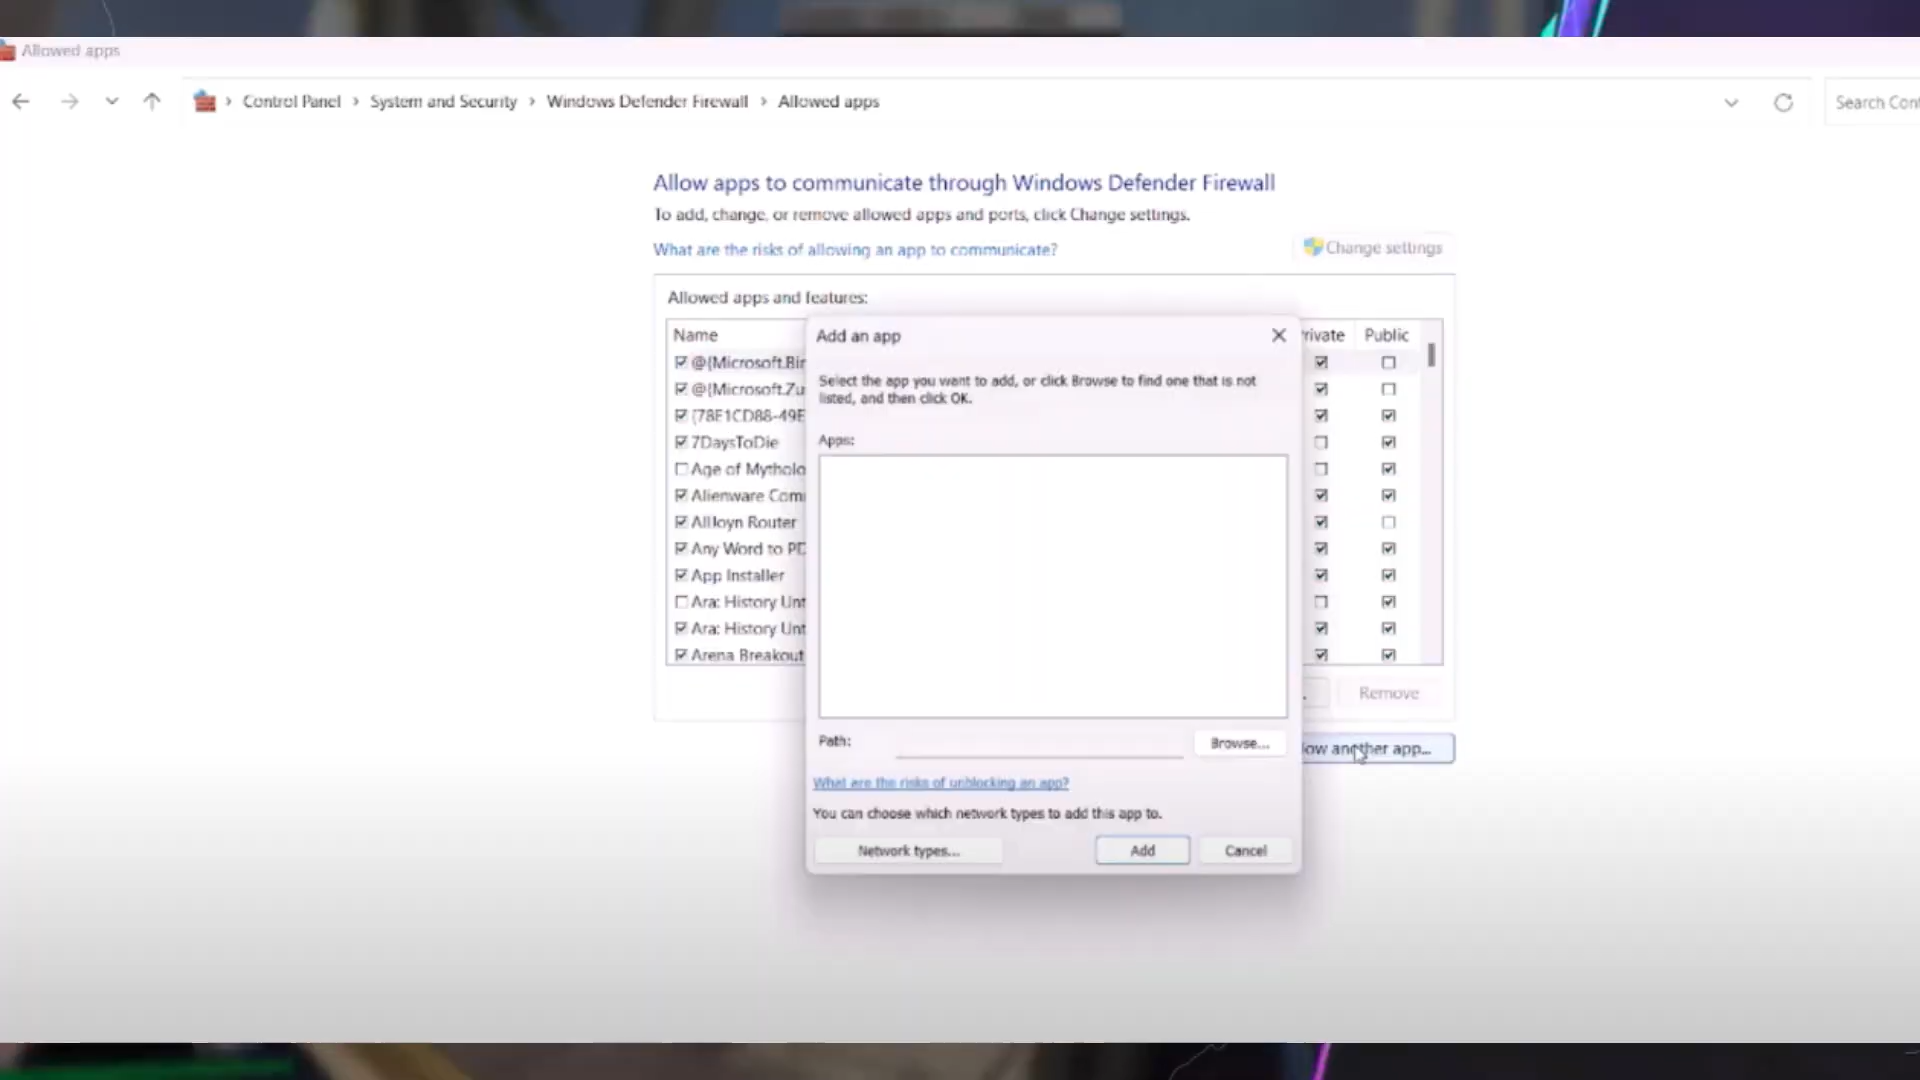 Allowed apps
Control Panel > System and Security > Windows Defender Firewall > Allowed apps
Search Cont
Allow apps to communicate through Windows Defender Firewall
To add, change, or remove allowed apps and ports, click Change settings.
What are the risks of allowing an app to communicate?
Change settings
Allowed apps and features:
Name
rivate
Public
@{Microsoft.Bin
@{Microsoft.Zu
{78E1CD88-49E
7DaysToDie
Age of Mytholo
Alienware Com
AllJoyn Router
Any Word to PD
App Installer
Ara: History Unt
Ara: History Unt
Arena Breakout
Add an app
Select the app you want to add, or click Browse to find one that is not
listed, and then click OK.
Apps:
Path:
Browse...
What are the risks of unblocking an app?
You can choose which network types to add this app to.
Network types...
Add
Cancel
Remove
low another app...